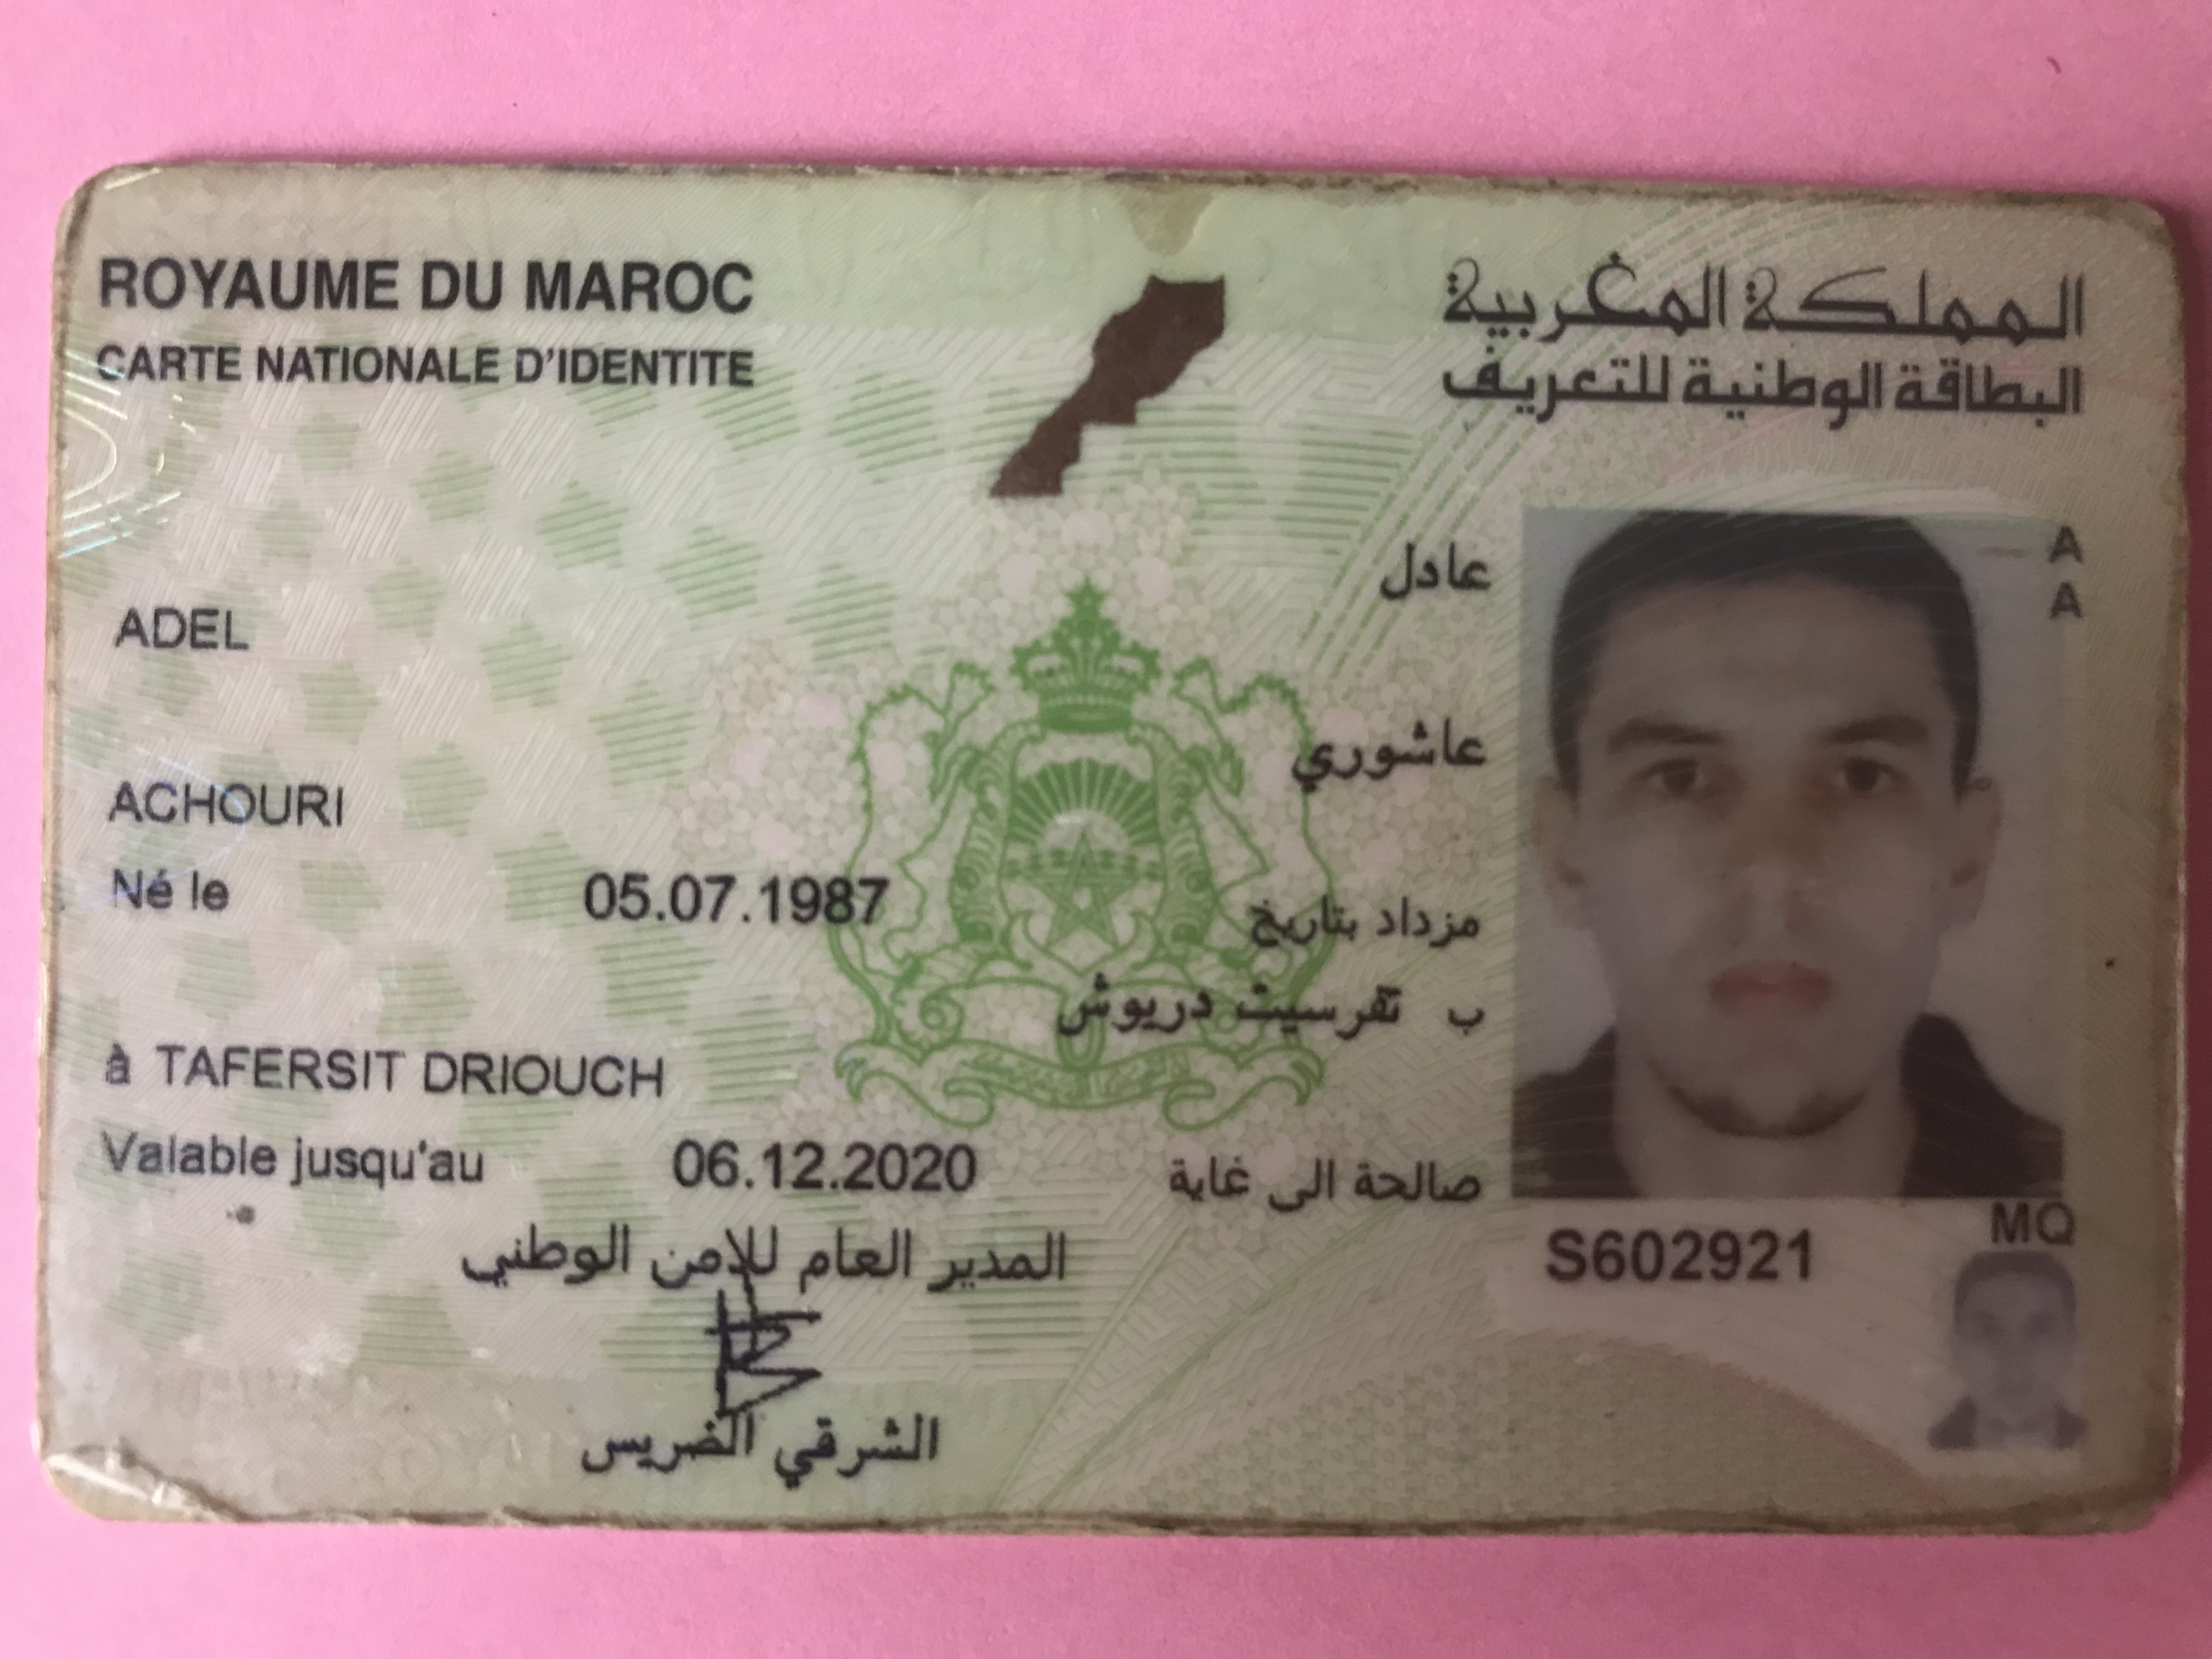 ROYAUME DU MAROC
المملكة المغربية
CARTE NATIONALE D'IDENTITE
البطاقة الوطنية للتعريف
A
A
عادل
ADEL
عاشوري
ACHOURI
Né le 05.07.1987 مزداد بتاريخ
ب تفرسيت دريوش
à TAFERSIT DRIOUCH
Valable jusqu'au 06.12.2020 صالحة الى غاية
MQ
S602921
المدير العام للامن الوطني
الشرقي الضريس